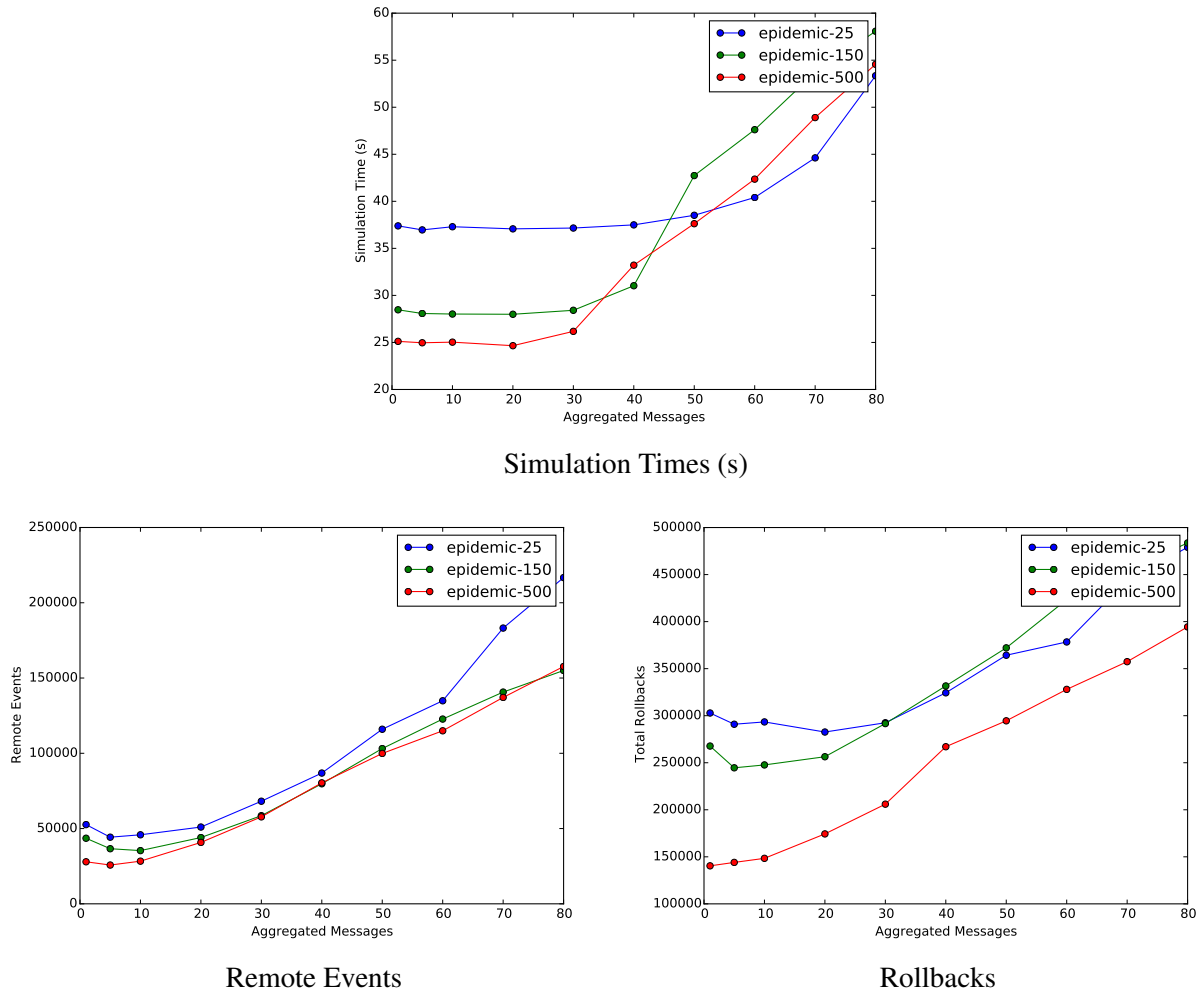 60
55
50
45
40
35
30
25
20
Simulation Time (s)
epidemic-25
epidemic-150
epidemic-500
0 10 20 30 40 50 60 70 80
Aggregated Messages
Simulation Times (s)
250000
200000
150000
100000
50000
0
Remote Events
epidemic-25
epidemic-150
epidemic-500
0 10 20 30 40 50 60 70 80
Aggregated Messages
Remote Events
500000
450000
400000
350000
300000
250000
200000
150000
100000
Total Rollbacks
epidemic-25
epidemic-150
epidemic-500
0 10 20 30 40 50 60 70 80
Aggregated Messages
Rollbacks